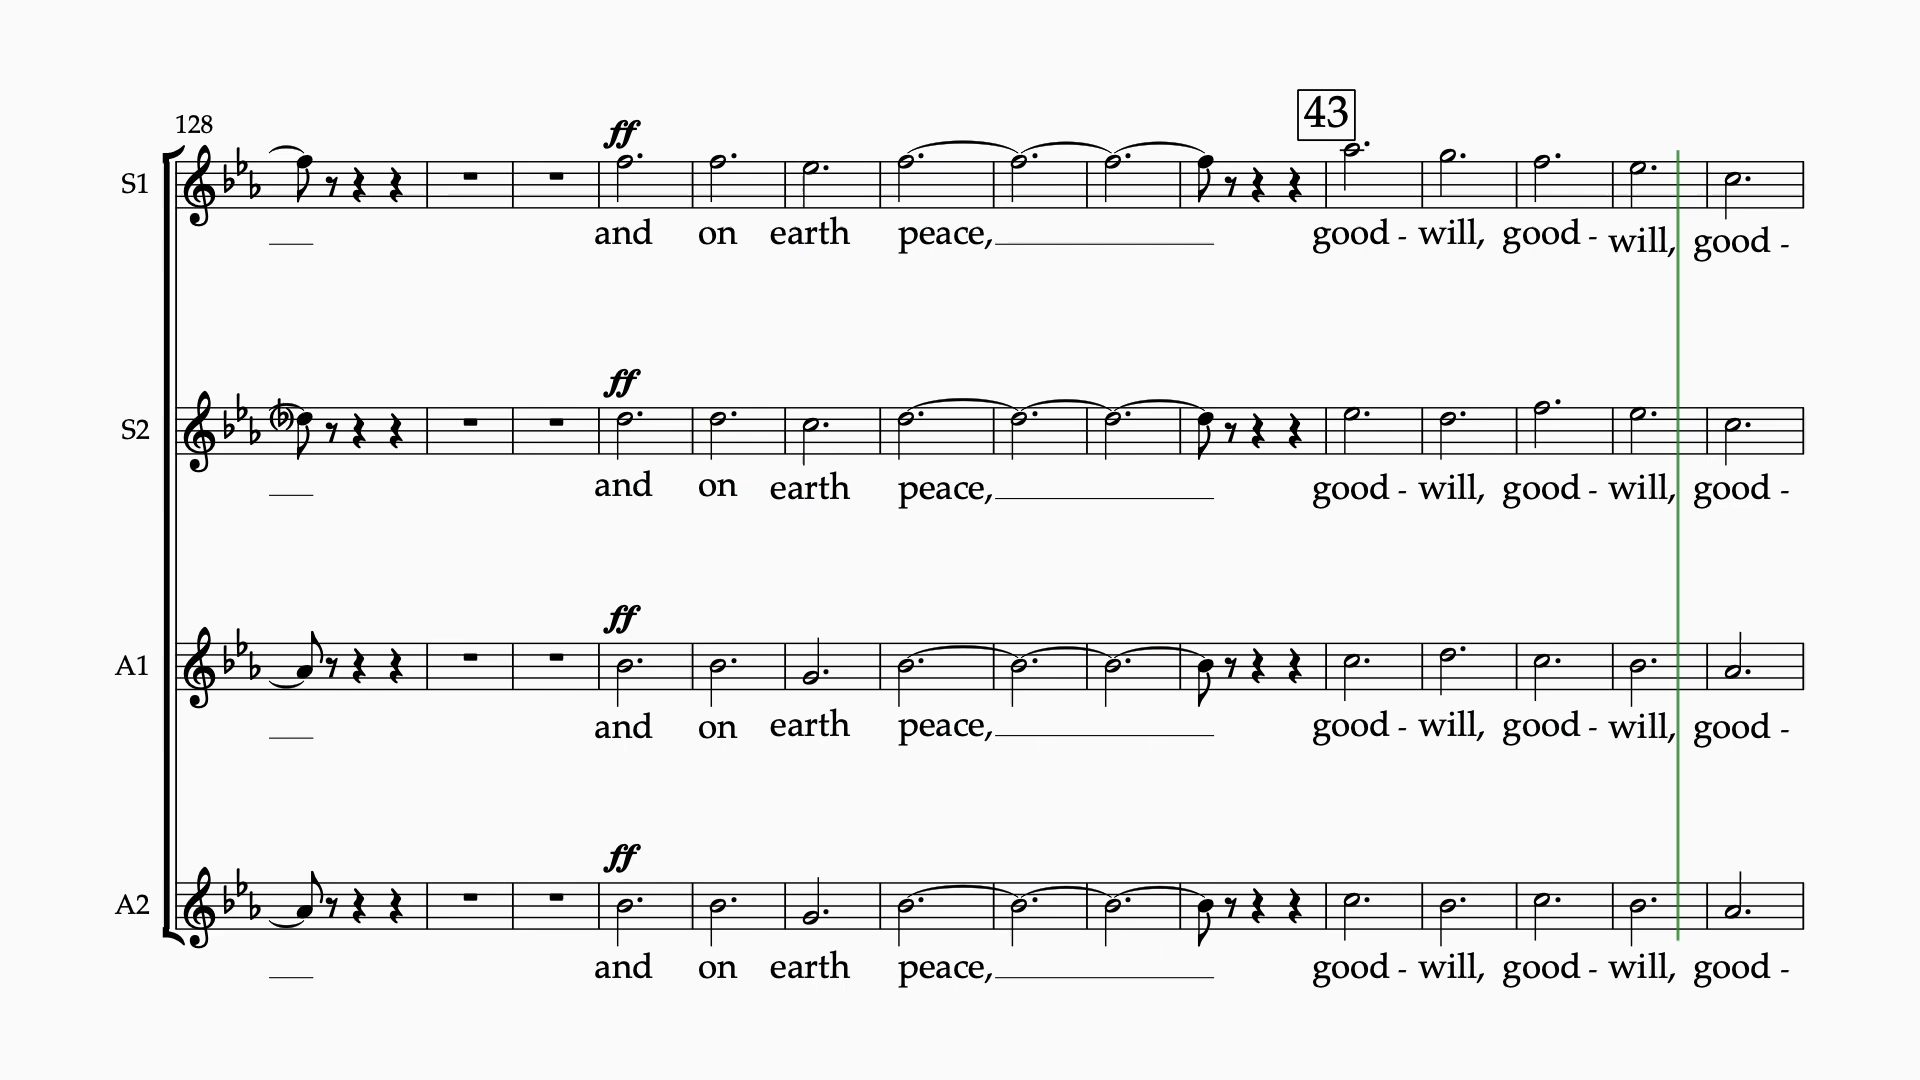 43
128
ff
S1
and on earth peace, good - will, good - will, good -
ff
S2
and on earth peace, good - will, good - will, good -
ff
A1
and on earth peace, good - will, good - will, good -
ff
A2
and on earth peace, good - will, good - will, good -